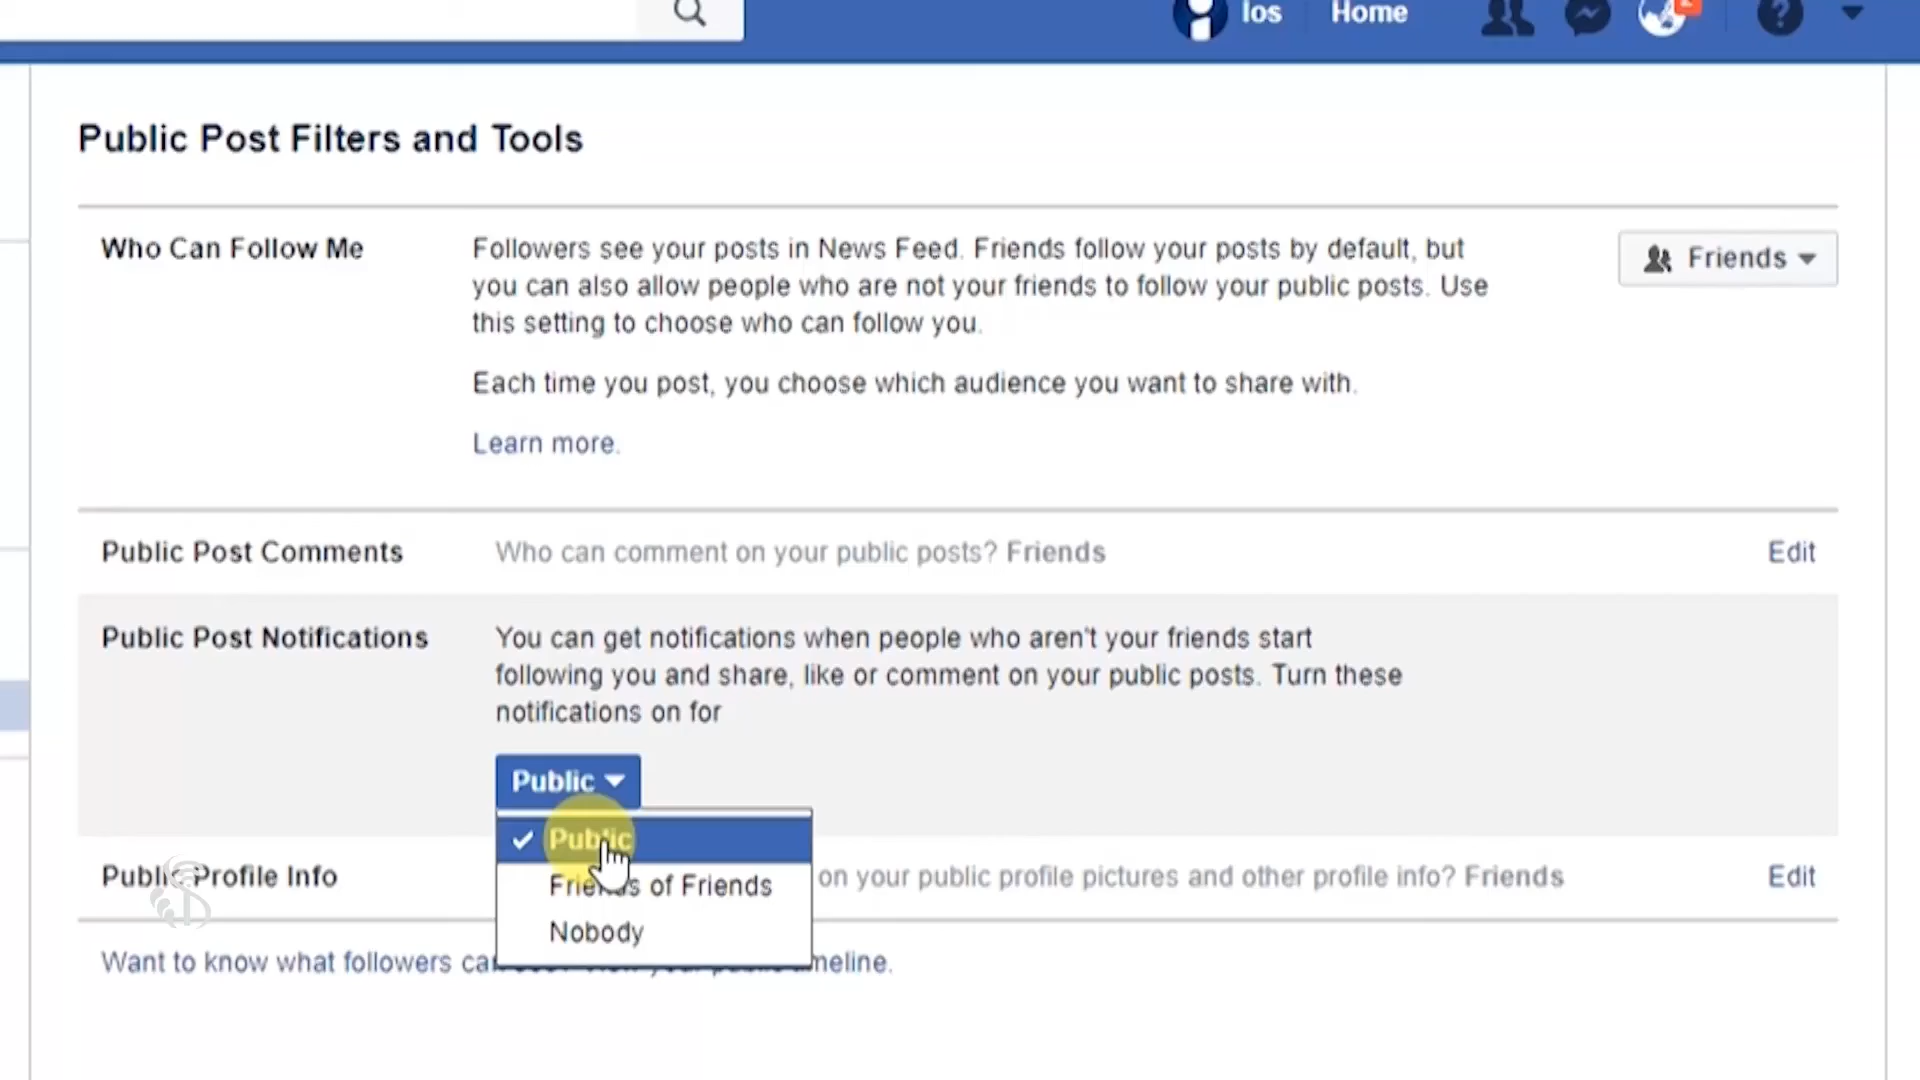 Ios Home 2
Public Post Filters and Tools
Who Can Follow Me
Followers see your posts in News Feed. Friends follow your posts by default, but
you can also allow people who are not your friends to follow your public posts. Use
this setting to choose who can follow you.
Friends
Each time you post, you choose which audience you want to share with.
Learn more.
Public Post Comments Who can comment on your public posts? Friends Edit
Public Post Notifications
You can get notifications when people who aren't your friends start
following you and share, like or comment on your public posts. Turn these
notifications on for
Public
Public
Friends of Friends
Nobody
Public Profile Info on your public profile pictures and other profile info? Friends Edit
Want to know what followers